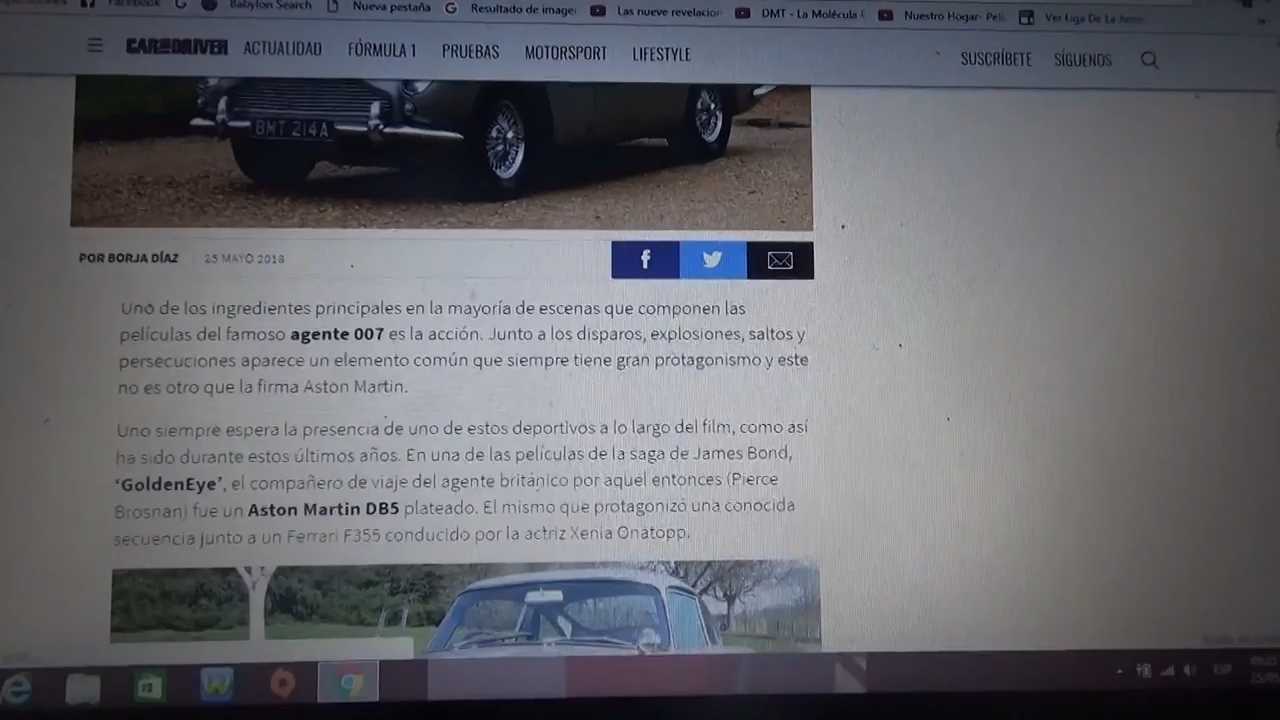 Facebook
Babylon Search
Nueva pestaña
Resultado de image
Las nueve revelacion
DMT - La Molécula
Nuestro Hogar- Peli
Ver Liga De La
CAR AND DRIVER ACTUALIDAD FÓRMULA 1 PRUEBAS MOTORSPORT LIFESTYLE SUSCRÍBETE SÍGUENOS
BMT 214A
POR BORJA DÍAZ 25 MAYO 2018
Uno de los ingredientes principales en la mayoría de escenas que componen las
películas del famoso agente 007 es la acción. Junto a los disparos, explosiones, saltos y
persecuciones aparece un elemento común que siempre tiene gran protagonismo y este
no es otro que la firma Aston Martin.
Uno siempre espera la presencia de uno de estos deportivos a lo largo del film, como así
ha sido durante estos últimos años. En una de las películas de la saga de James Bond,
‘GoldenEye’, el compañero de viaje del agente británico por aquel entonces (Pierce
Brosnan) fue un Aston Martin DB5 plateado. El mismo que protagonizó una conocida
secuencia junto a un Ferrari F355 conducido por la actriz Xenia Onatopp.
ESP